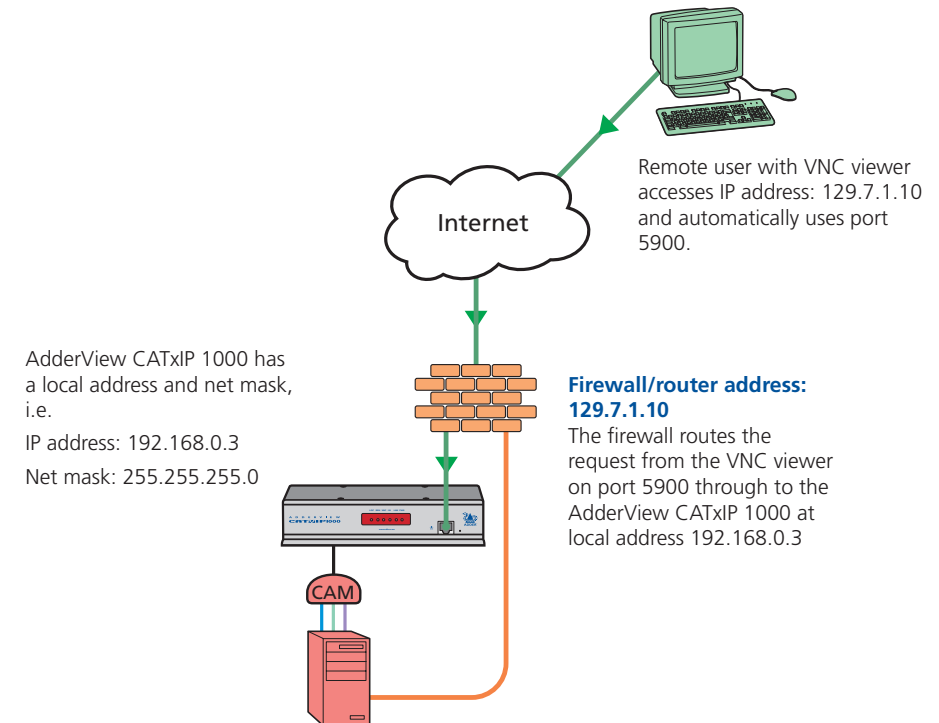 Remote user with VNC viewer
accesses IP address: 129.7.1.10
and automatically uses port
5900.
Internet
AdderView CATxIP 1000 has
a local address and net mask,
i.e.
IP address: 192.168.0.3
Net mask: 255.255.255.0
Firewall/router address:
129.7.1.10
The firewall routes the
request from the VNC viewer
on port 5900 through to the
AdderView CATxIP 1000 at
local address 192.168.0.3
ADDERVIEW
CATxIP1000
ADDER
CAM